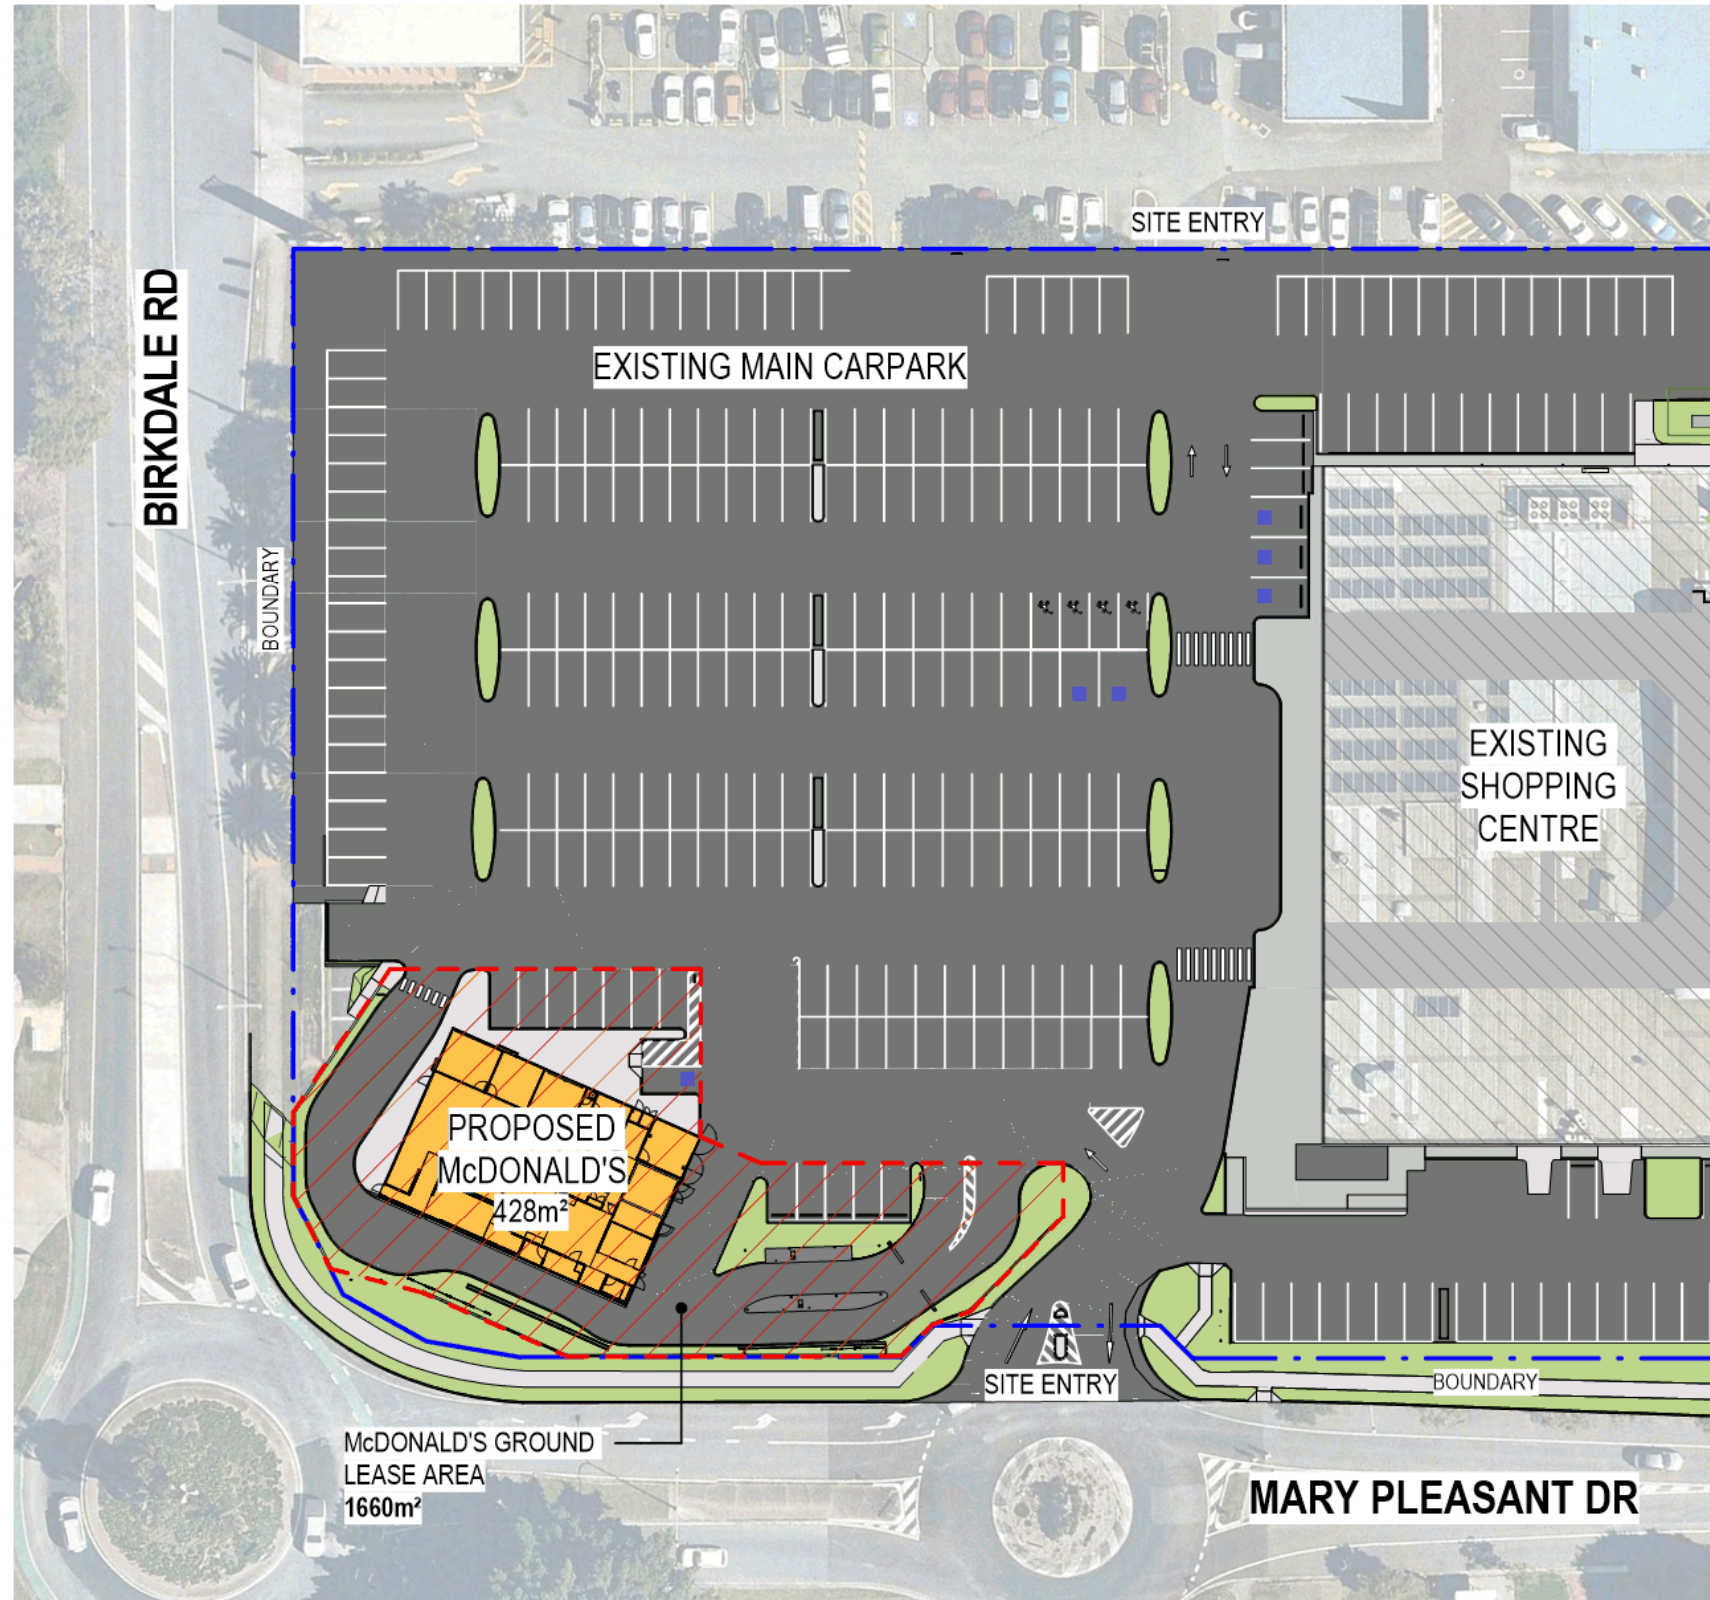 SITE ENTRY
BIRKDALE RD
EXISTING MAIN CARPARK
BOUNDARY
EXISTING
SHOPPING
CENTRE
PROPOSED
McDONALD'S
428m²
SITE ENTRY
BOUNDARY
McDONALD'S GROUND
LEASE AREA
1660m²
MARY PLEASANT DR